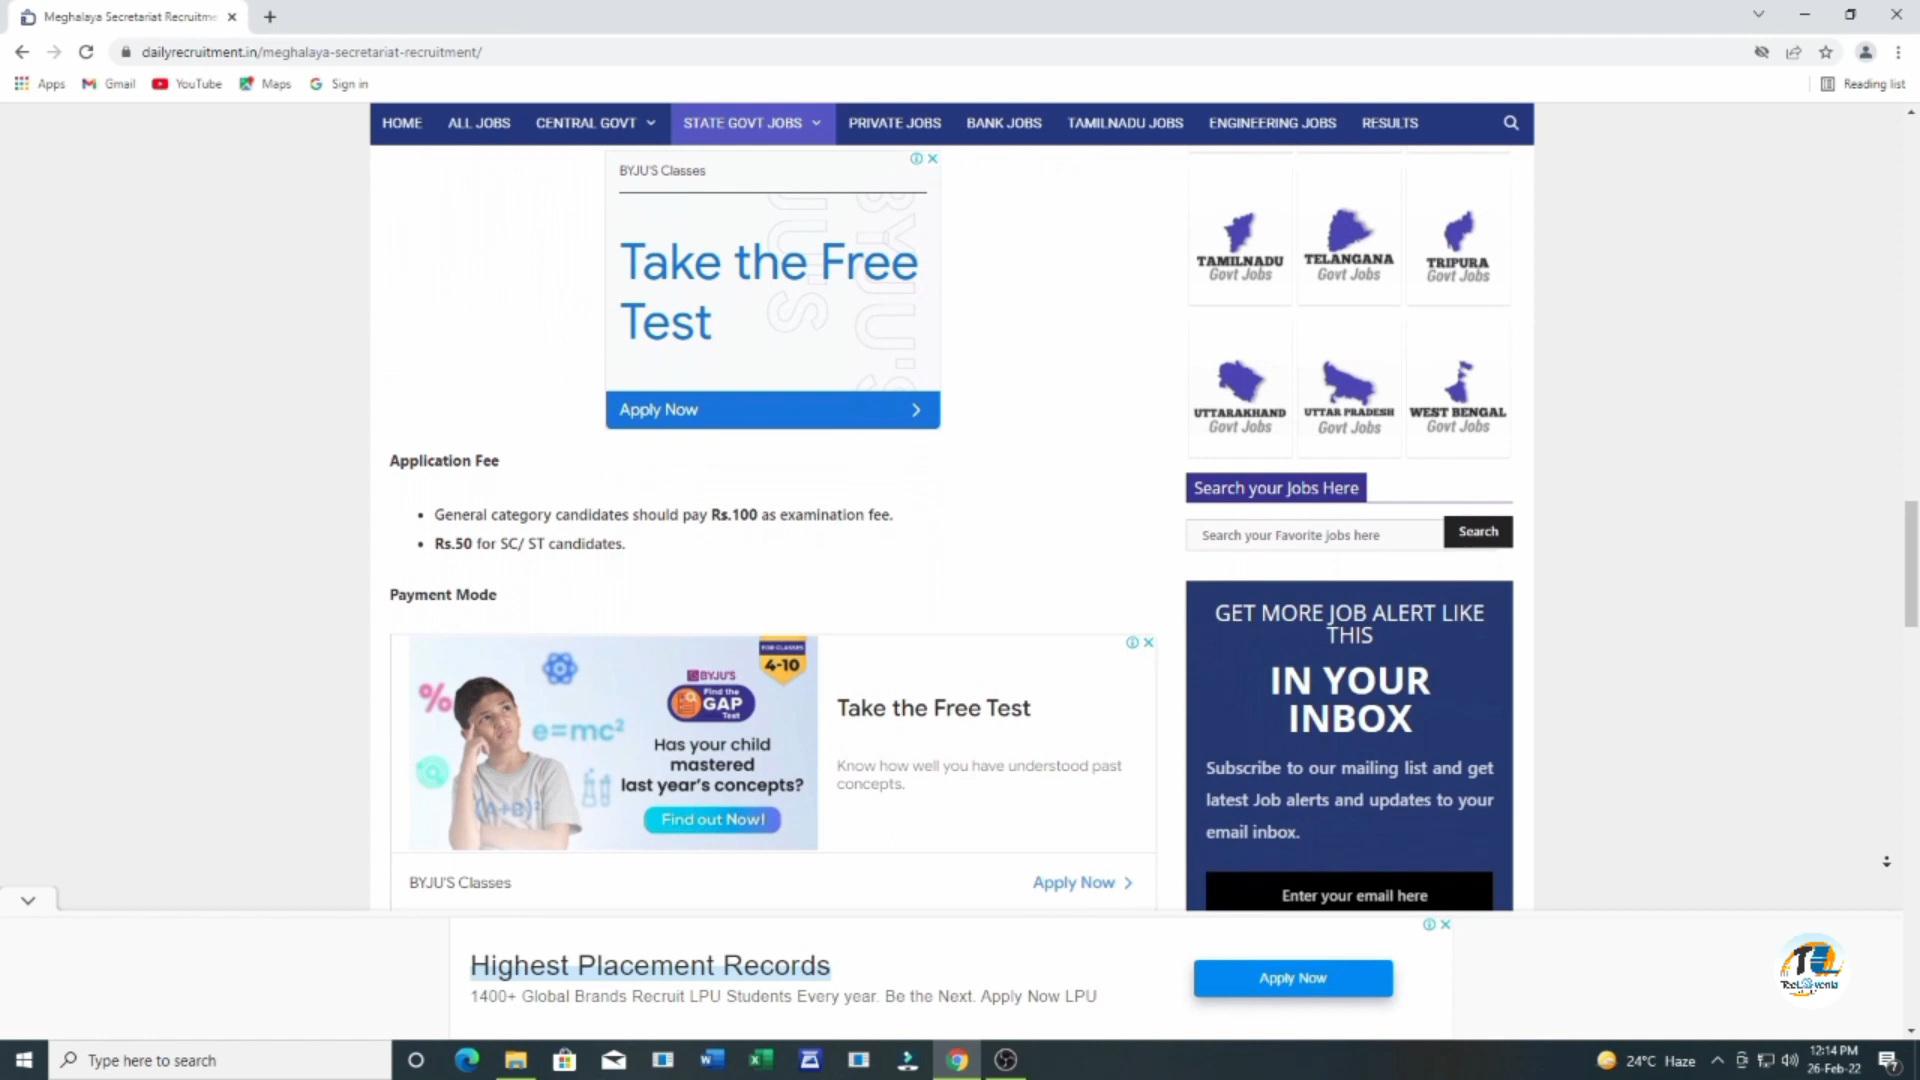 Meghalaya Secretariat Recruitme
dailyrecruitment.in/meghalaya-secretariat-recruitment/
Apps Gmail YouTube Maps Sign in Reading list
HOME ALL JOBS CENTRAL GOVT STATE GOVT JOBS PRIVATE JOBS BANK JOBS TAMILNADU JOBS ENGINEERING JOBS RESULTS
BYJU'S Classes
Take the Free
Test
Apply Now
TAMILNADU
Govt Jobs
TELANGANA
Govt Jobs
TRIPURA
Govt Jobs
UTTARAKHAND
Govt Jobs
UTTAR PRADESH
Govt Jobs
WEST BENGAL
Govt Jobs
Application Fee
General category candidates should pay Rs.100 as examination fee.
Rs.50 for SC/ ST candidates.
Payment Mode
Search your Jobs Here
Search your Favorite jobs here
Search
GET MORE JOB ALERT LIKE
THIS
IN YOUR
INBOX
Subscribe to our mailing list and get
latest Job alerts and updates to your
email inbox.
Enter your email here
%
e=mc²
(A+B)²
FOR CLASSES
4-10
BYJU'S
Find the
GAP
Test
Has your child
mastered
last year's concepts?
Find out Now!
Take the Free Test
Know how well you have understood past
concepts.
BYJU'S Classes
Apply Now
Highest Placement Records
1400+ Global Brands Recruit LPU Students Every year. Be the Next. Apply Now LPU
Apply Now
Type here to search
24°C Haze
12:14 PM
26-Feb-22
7